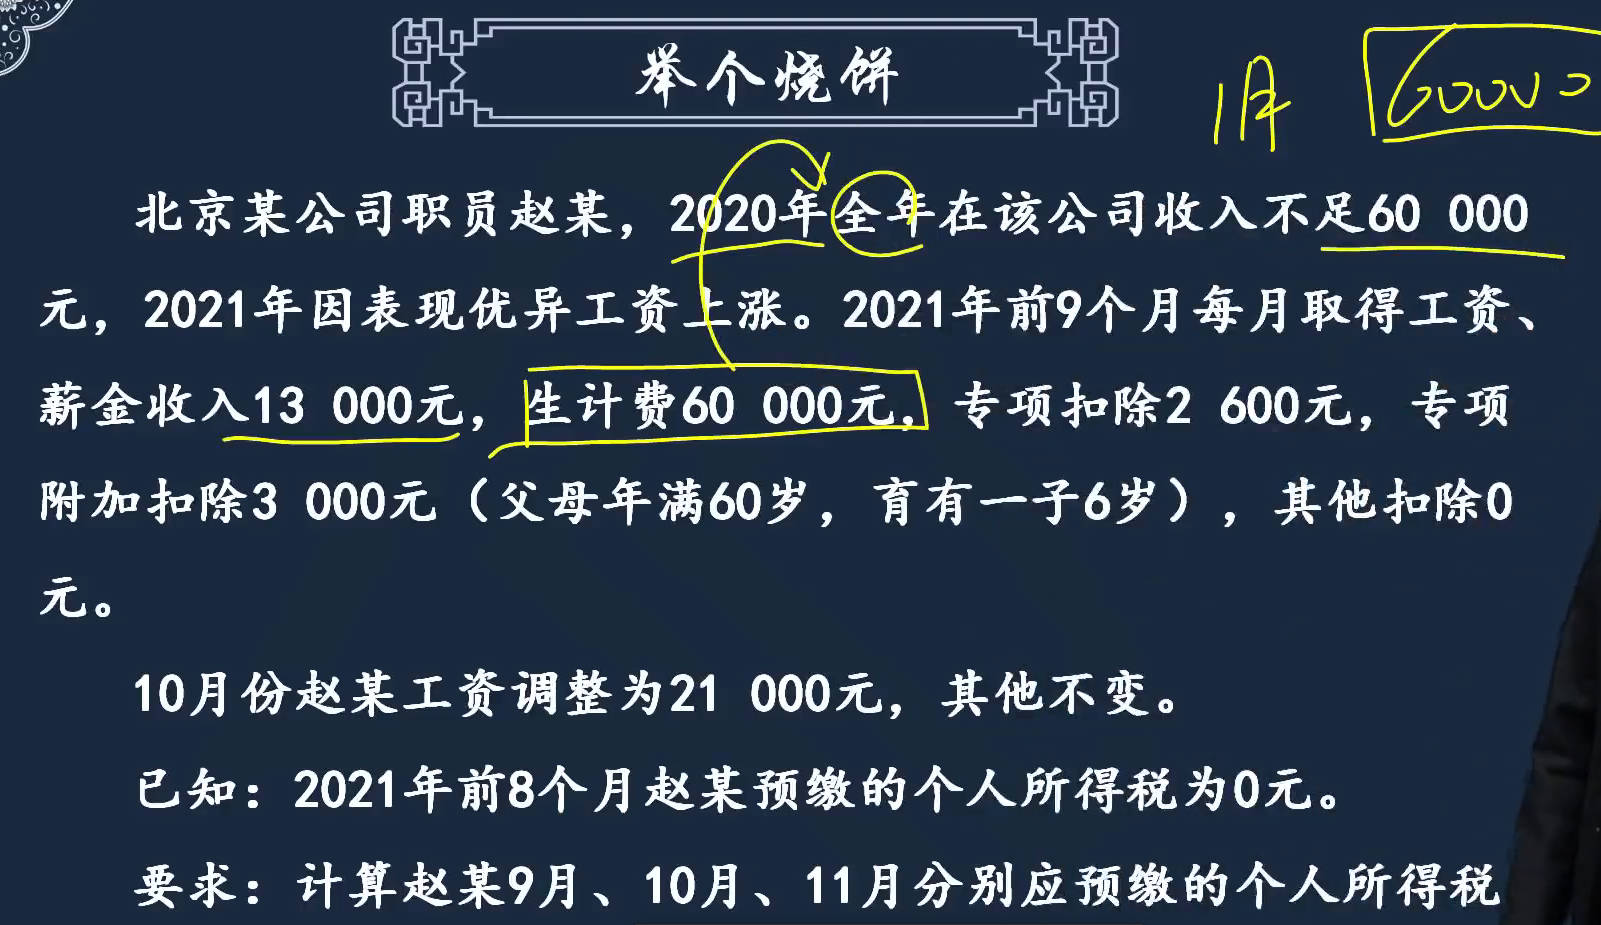 举个烧饼
1月 60000
北京某公司职员赵某，2020年全年在该公司收入不足60 000
元，2021年因表现优异工资上涨。2021年前9个月每月取得工资、
薪金收入13 000元，生计费60 000元，专项扣除2 600元，专项
附加扣除3 000元（父母年满60岁，育有一子6岁），其他扣除0
元。
10月份赵某工资调整为21 000元，其他不变。
已知：2021年前8个月赵某预缴的个人所得税为0元。
要求：计算赵某9月、10月、11月分别应预缴的个人所得税